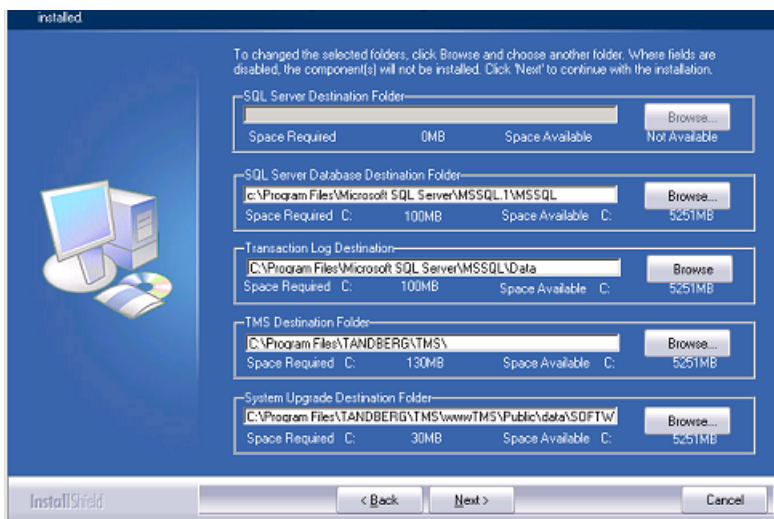 installed.
To changed the selected folders, click Browse and choose another folder. Where fields are
disabled, the component(s) will not be installed. Click 'Next' to continue with the installation.
SQL Server Destination Folder
Browse...
Space Required 0MB Space Available Not Available
SQL Server Database Destination Folder
c:\Program Files\Microsoft SQL Server\MSSQL.1\MSSQL Browse...
Space Required C: 100MB Space Available C: 5251MB
Transaction Log Destination
C:\Program Files\Microsoft SQL Server\MSSQL\Data Browse
Space Required C: 100MB Space Available C: 5251MB
TMS Destination Folder
C:\Program Files\TANDBERG\TMS\ Browse...
Space Required C: 130MB Space Available C: 5251MB
System Upgrade Destination Folder
C:\Program Files\TANDBERG\TMS\wwwTMS\Public\data\SOFTW Browse...
Space Required C: 30MB Space Available C: 5251MB
InstallShield < Back Next > Cancel